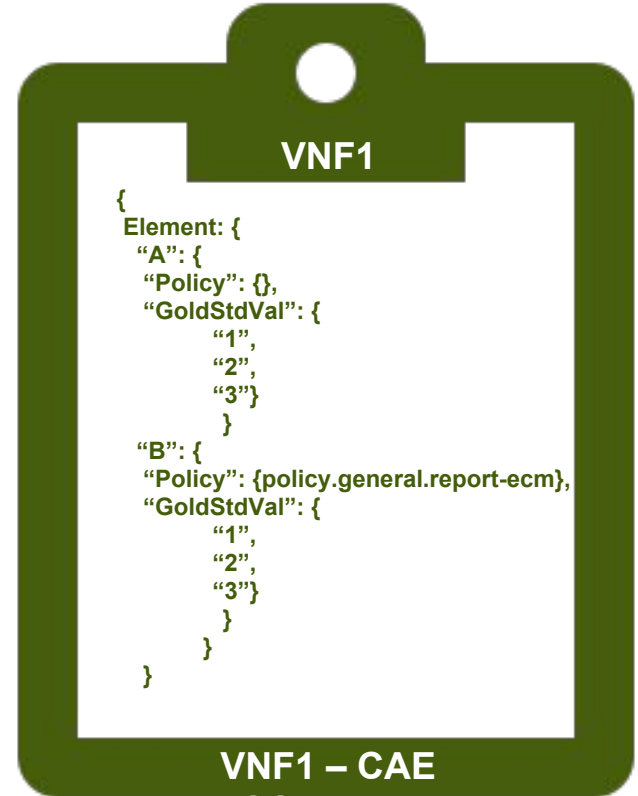 VNF1
{
Element: {
“A”: {
“Policy”: {},
“GoldStdVal”: {
“1”,
“2”,
“3”}
}
“B”: {
“Policy”: {policy.general.report-ecm},
“GoldStdVal”: {
“1”,
“2”,
“3”}
}
}
}
VNF1 – CAE